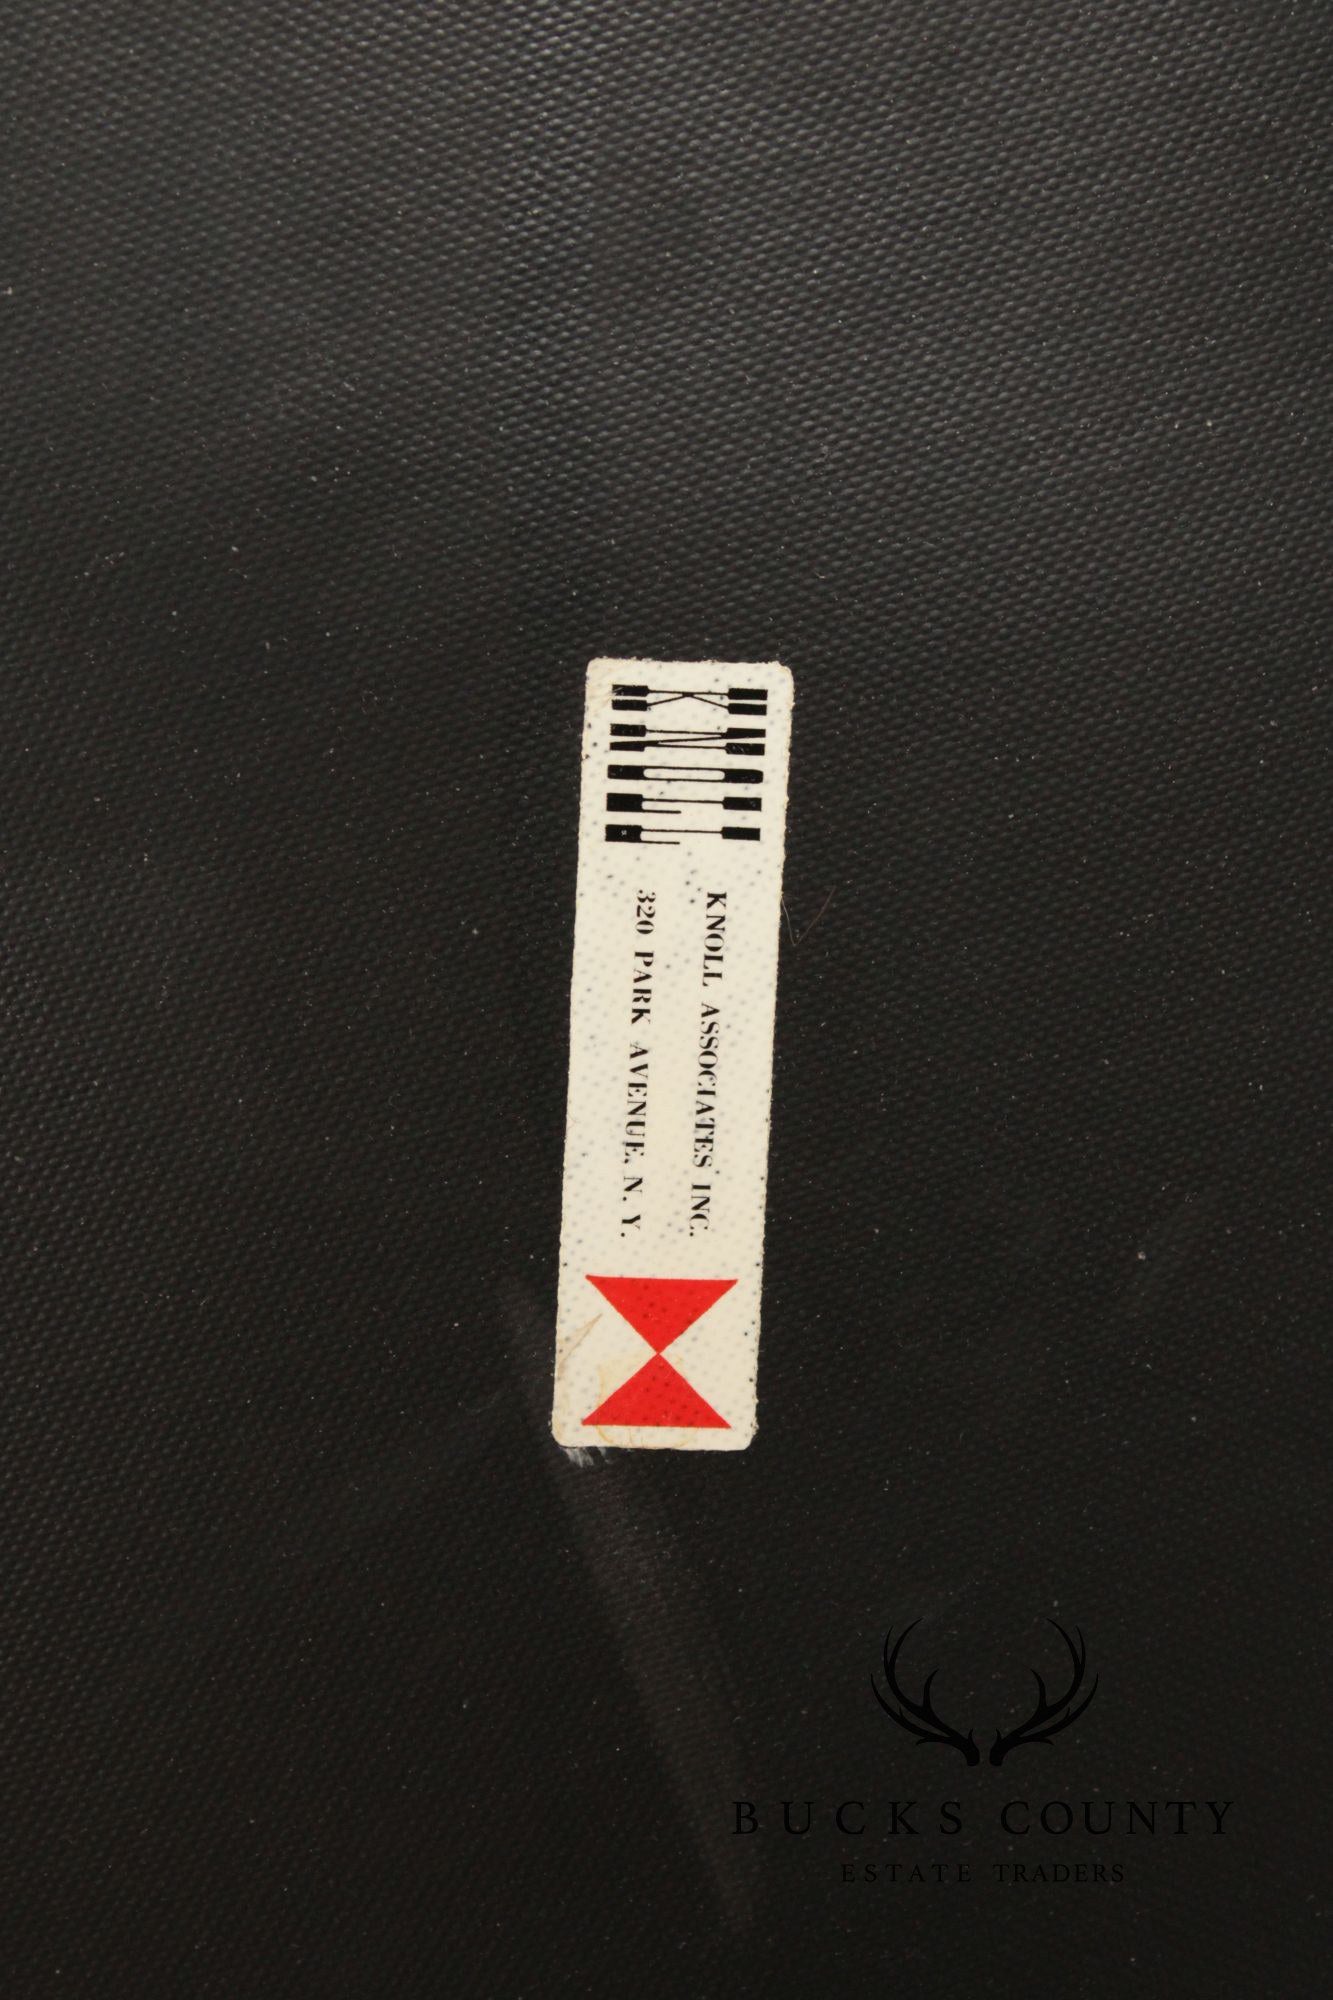 KNOLL
KNOLL ASSOCIATES INC.
320 PARK AVENUE, N. Y.
BUCKS COUNTY
ESTATE TRADERS